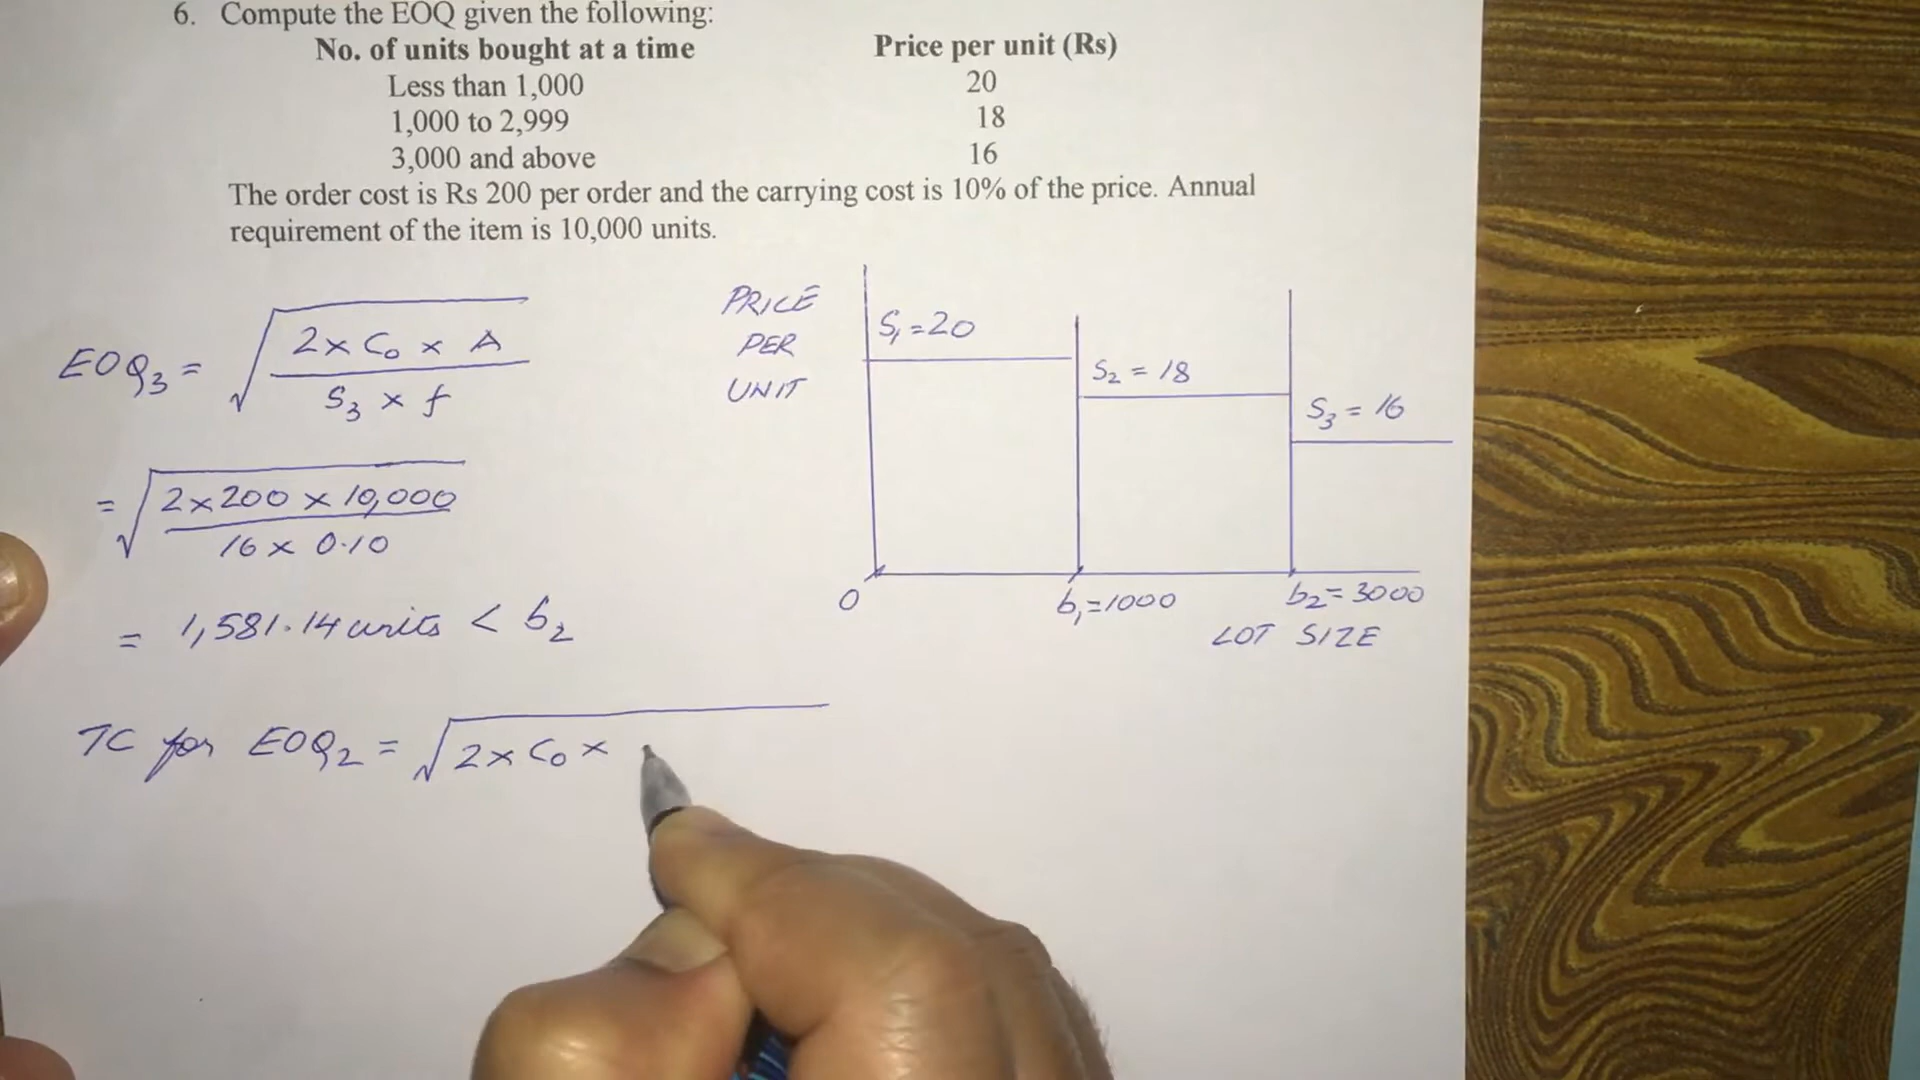 6. Compute the EOQ given the following:
No. of units bought at a time Price per unit (Rs)
Less than 1,000 20
1,000 to 2,999 18
3,000 and above 16
The order cost is Rs 200 per order and the carrying cost is 10% of the price. Annual
requirement of the item is 10,000 units.
EOQ₃ = √ 2 x C₀ x A
S₃ x f
= √ 2 x 200 x 10,000
16 x 0.10
= 1,581.14 units < b₂
TC for EOQ₂ = √ 2 x C₀ x
PRICE
PER
UNIT
S₁ = 20
S₂ = 18
S₃ = 16
0 b₁ = 1000 b₂ = 3000
LOT SIZE